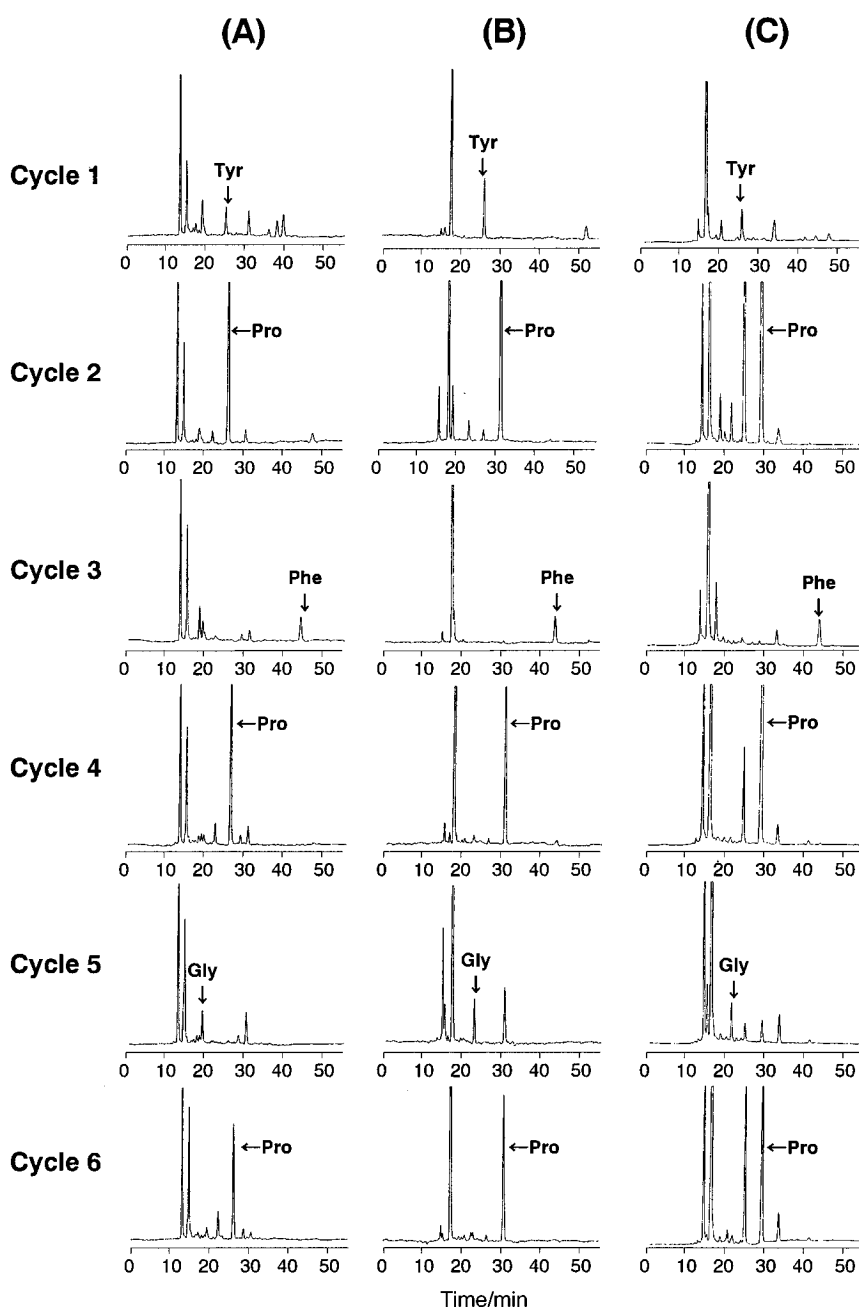 (A) (B) (C)
Cycle 1
Tyr Tyr Tyr
0 10 20 30 40 50 0 10 20 30 40 50 0 10 20 30 40 50
Cycle 2
←Pro ←Pro ←Pro
0 10 20 30 40 50 0 10 20 30 40 50 0 10 20 30 40 50
Cycle 3
Phe Phe Phe
0 10 20 30 40 50 0 10 20 30 40 50 0 10 20 30 40 50
Cycle 4
←Pro ←Pro ←Pro
0 10 20 30 40 50 0 10 20 30 40 50 0 10 20 30 40 50
Cycle 5
Gly Gly Gly
0 10 20 30 40 50 0 10 20 30 40 50 0 10 20 30 40 50
Cycle 6
←Pro ←Pro ←Pro
0 10 20 30 40 50 0 10 20 30 40 50 0 10 20 30 40 50
Time/min